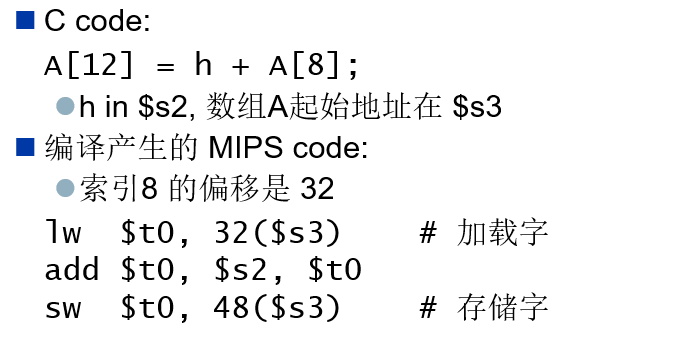 C code:
A[12] = h + A[8];
h in $s2, 数组A起始地址在 $s3
编译产生的 MIPS code:
索引8 的偏移是 32
lw $t0, 32($s3) # 加载字
add $t0, $s2, $t0
sw $t0, 48($s3) # 存储字